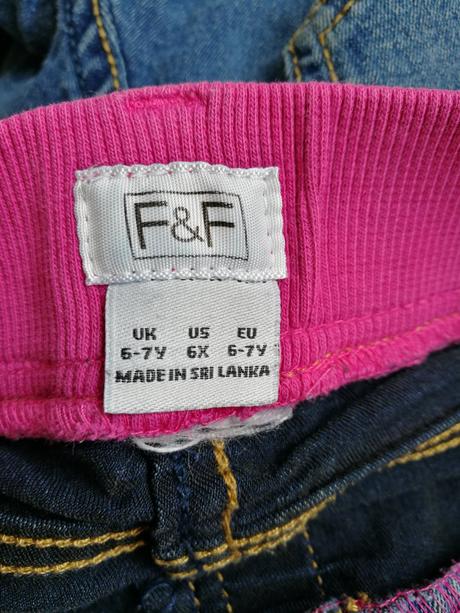 F&F
UK US EU
6-7Y 6X 6-7Y
MADE IN SRI LANKA